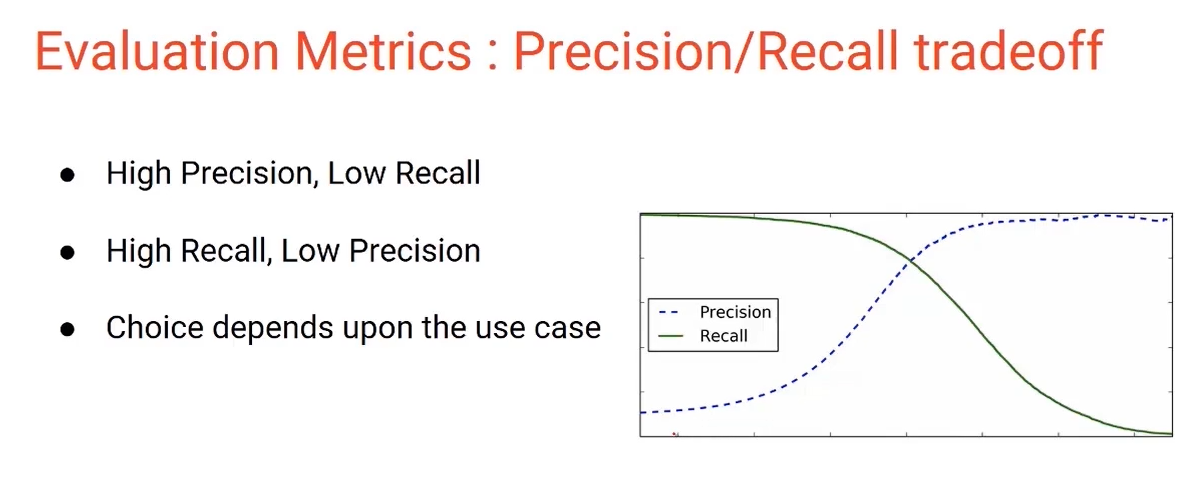 Evaluation Metrics : Precision/Recall tradeoff
● High Precision, Low Recall
● High Recall, Low Precision
● Choice depends upon the use case
Precision
Recall